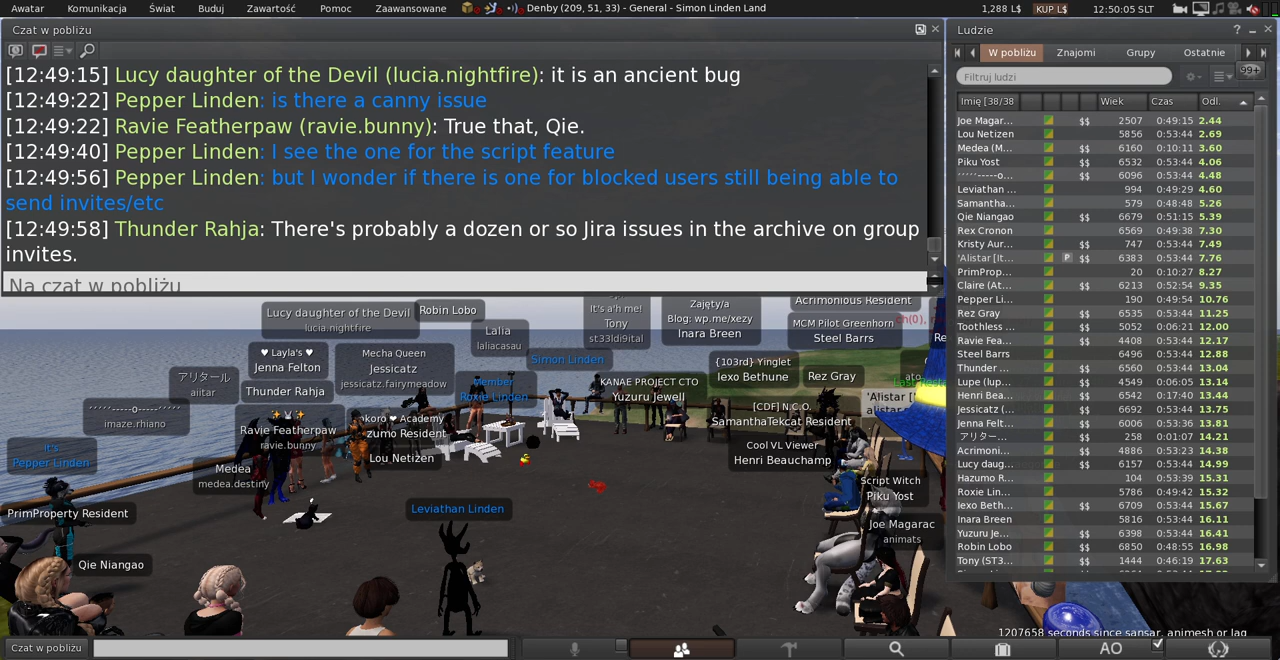 Awatar Komunikacja Świat Buduj Zawartość Pomoc Zaawansowane Denby (209, 51, 33) - General - Simon Linden Land 1,288 L$ KUP L$ 12:50:05 SLT
Czat w pobliżu
[12:49:15] Lucy daughter of the Devil (lucia.nightfire): it is an ancient bug
[12:49:22] Pepper Linden: is there a canny issue
[12:49:22] Ravie Featherpaw (ravie.bunny): True that, Qie.
[12:49:40] Pepper Linden: I see the one for the script feature
[12:49:56] Pepper Linden: but I wonder if there is one for blocked users still being able to
send invites/etc
[12:49:58] Thunder Rahja: There's probably a dozen or so Jira issues in the archive on group
invites.
Na czat w pobliżu
Lucy daughter of the Devil
lucia.nightfire
Robin Lobo
Lalia
laliacasau
It's a'h me!
Tony
st33ldi9ital
Zajęty/a
Blog: wp.me/xezy
Inara Breen
Acrimonious Resident
MCM Pilot Greenhorn
Steel Barrs
Re
♥ Layla's ♥
Jenna Felton
Mecha Queen
Jessicatz
jessicatz.fairymeadow
Simon Linden
{103rd} Yinglet
Iexo Bethune
Rez Gray
アリタール
aiitar
Thunder Rahja
Member
Roxie Linden
KANAE PROJECT CTO
Yuzuru Jewell
'Alistar [
alistar
´´´´´-----o-----´´´´´
imaze.rhiano
Ravie Featherpaw
ravie.bunny
okoro ♥ Academy
zumo Resident
[CDF] N.C.O.
SamanthaTekcat Resident
It's
Pepper Linden
Medea
medea.destiny
Lou Netizen
Cool VL Viewer
Henri Beauchamp
Script Witch
Piku Yost
PrimProperty Resident
Leviathan Linden
Joe Magarac
animats
Qie Niangao
1207658 seconds since sansar, animesh or lag
Czat w pobliżu
AO
Ludzie
W pobliżu Znajomi Grupy Ostatnie
Filtruj ludzi
99+
Imię [38/38 Wiek Czas Odl.
Joe Magar... $$ 2507 0:49:15 2.44
Lou Netizen 5856 0:53:44 2.69
Medea (M... $$ 6160 0:10:11 3.60
Piku Yost $$ 6532 0:53:44 4.06
´´´´´-----o... $$ 6096 0:53:44 4.48
Leviathan ... 994 0:49:29 4.60
Samantha... 579 0:48:48 5.26
Qie Niangao $$ 6679 0:51:15 5.39
Rex Cronon 6569 0:49:38 7.30
Kristy Aur... $$ 747 0:53:44 7.49
'Alistar [It... P $$ 6383 0:53:44 7.76
PrimProp... 20 0:10:27 8.27
Claire (At... $$ 6213 0:52:54 9.35
Pepper Li... 190 0:49:54 10.76
Rez Gray $$ 6535 0:53:44 11.25
Toothless ... $$ 5052 0:06:21 12.00
Ravie Fea... $$ 4408 0:53:44 12.17
Steel Barrs 6496 0:53:44 12.88
Thunder ... $$ 6560 0:53:44 13.04
Lupe (lup... $$ 4549 0:06:05 13.14
Henri Bea... $$ 6542 0:17:40 13.44
Jessicatz ( $$ 6692 0:53:44 13.75
Jenna Felt... $$ 6006 0:53:36 13.81
アリター... $$ 258 0:01:07 14.21
Acrimoni... $$ 4886 0:53:23 14.38
Lucy daug... $$ 6157 0:53:44 14.99
Hazumo R... 104 0:53:39 15.31
Roxie Lin... 5786 0:49:42 15.32
Iexo Beth... $$ 6709 0:53:44 15.67
Inara Breen 5816 0:53:44 16.11
Yuzuru Je... $$ 6398 0:53:44 16.41
Robin Lobo $$ 6850 0:48:55 16.98
Tony (ST3... $$ 1444 0:46:19 17.63